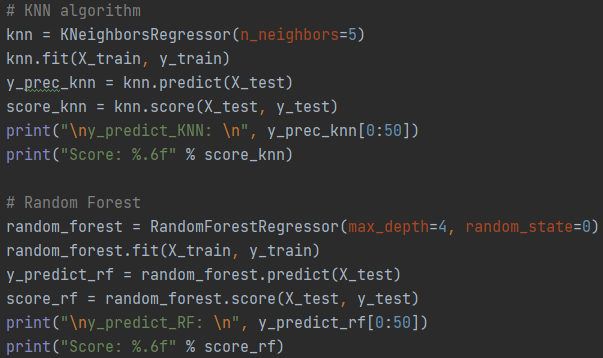 # KNN algorithm
knn = KNeighborsRegressor(n_neighbors=5)
knn.fit(X_train, y_train)
y_prec_knn = knn.predict(X_test)
score_knn = knn.score(X_test, y_test)
print("\ny_predict_KNN: \n", y_prec_knn[0:50])
print("Score: %.6f" % score_knn)

# Random Forest
random_forest = RandomForestRegressor(max_depth=4, random_state=0)
random_forest.fit(X_train, y_train)
y_predict_rf = random_forest.predict(X_test)
score_rf = random_forest.score(X_test, y_test)
print("\ny_predict_RF: \n", y_predict_rf[0:50])
print("Score: %.6f" % score_rf)